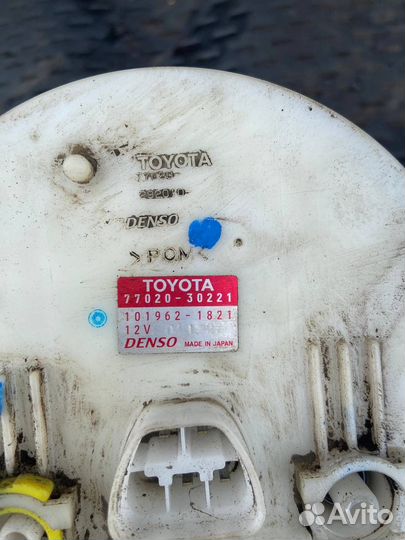 TOYOTA
DENSO
>POM<
TOYOTA
77020-30221
101962-1821
12V
DENSO MADE IN JAPAN
Avito